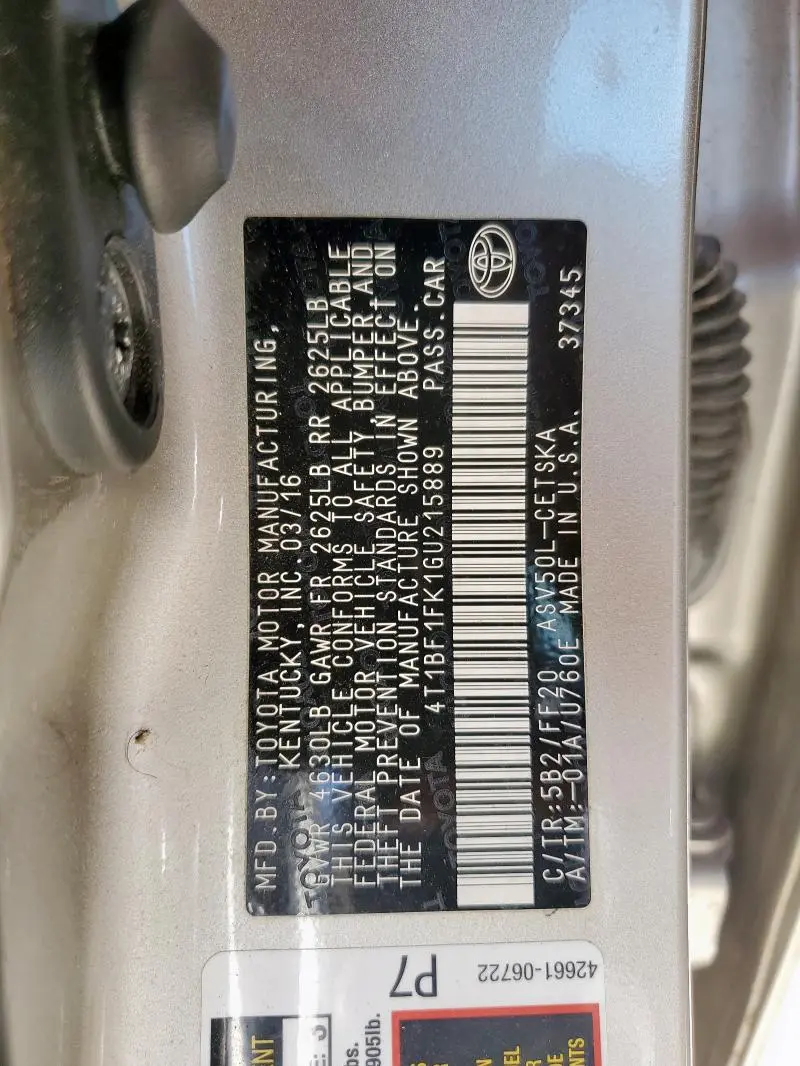 MFD.BY:TOYOTA MOTOR MANUFACTURING,
KENTUCKY,INC.03/16
GVWR 4630LB GAWR FR 2625LB RR 2625LB
THIS VEHICLE CONFORMS TO ALL APPLICABLE
FEDERAL MOTOR VEHICLE SAFETY,BUMPER,AND
THEFT PREVENTION STANDARDS IN EFFECT ON
THE DATE OF MANUFACTURE SHOWN ABOVE.
4T1BF1FK1GU215889 PASS.CAR
C/TR:5B2/FF20 ASV50L-CETSKA 37345
A/TM:-01A/U760E MADE IN U.S.A.
P7
42661-06722
905lb.